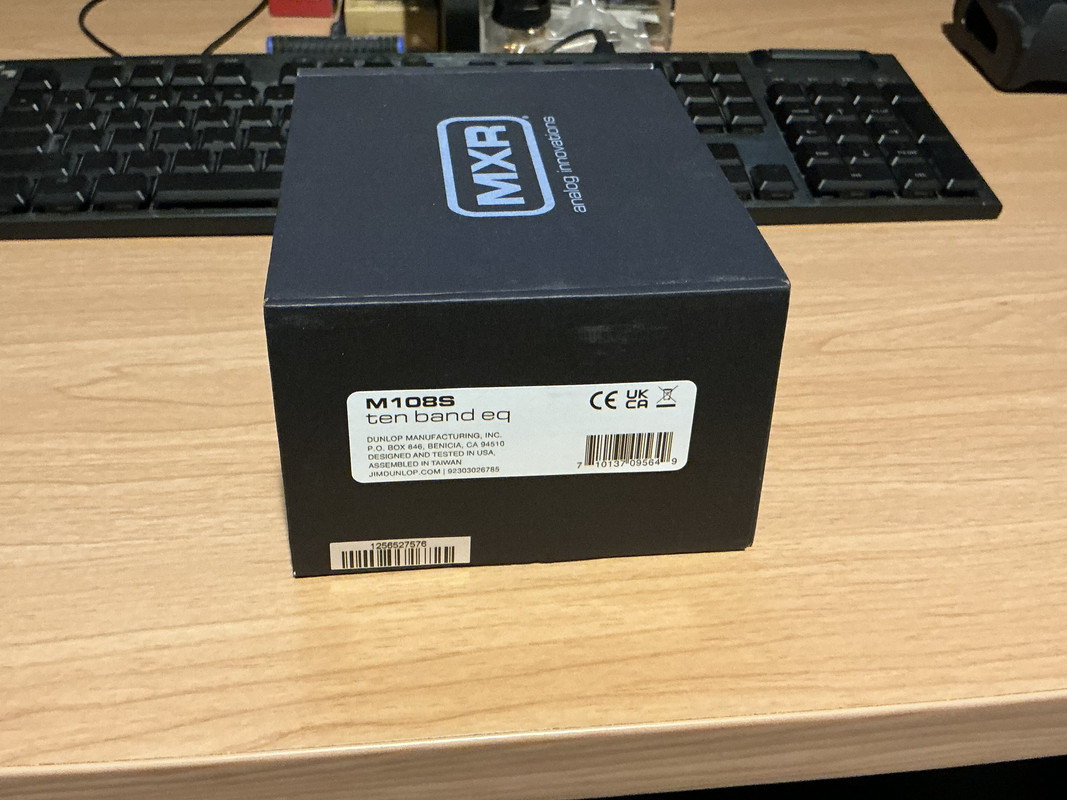 MXR
analog innovations
M108S
ten band eq
CE UK CA
DUNLOP MANUFACTURING, INC.
P.O. BOX 646, BENICIA, CA 94510
DESIGNED AND TESTED IN USA,
ASSEMBLED IN TAIWAN
JIMDUNLOP.COM | 92303026785
7 10137 09564 9
1256527576